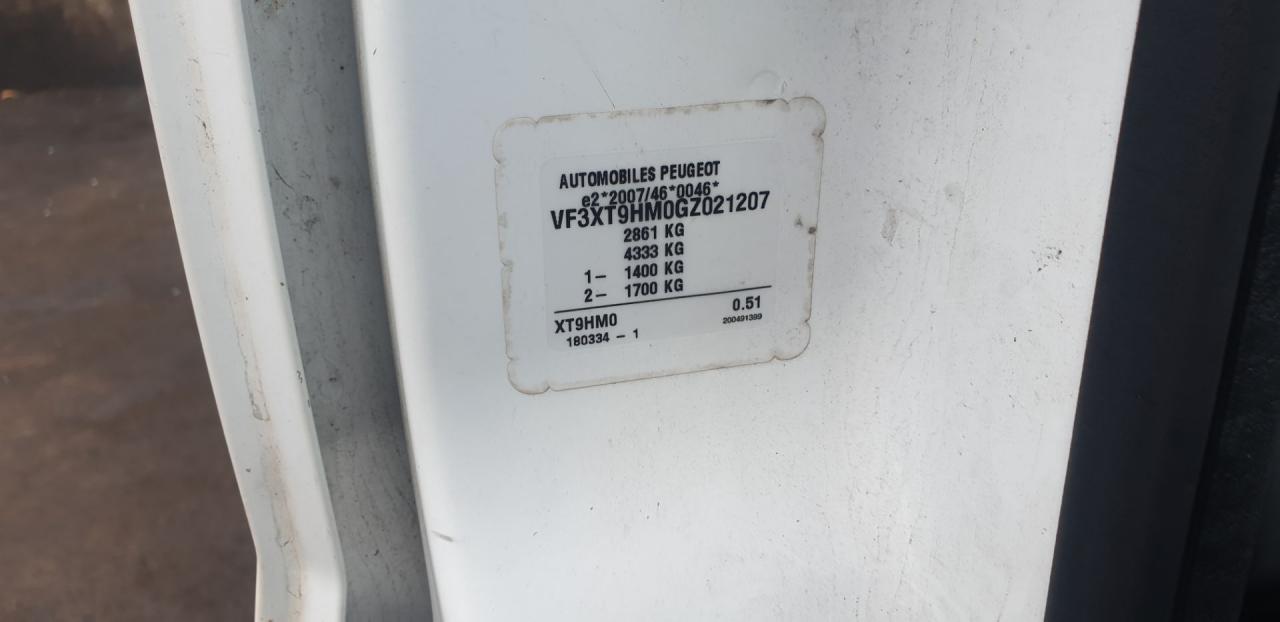 AUTOMOBILES PEUGEOT
e2*2007/46*0046*
VF3XT9HM0GZ021207
2861 KG
4333 KG
1– 1400 KG
2– 1700 KG
XT9HM0 0.51
180334 – 1 200491399